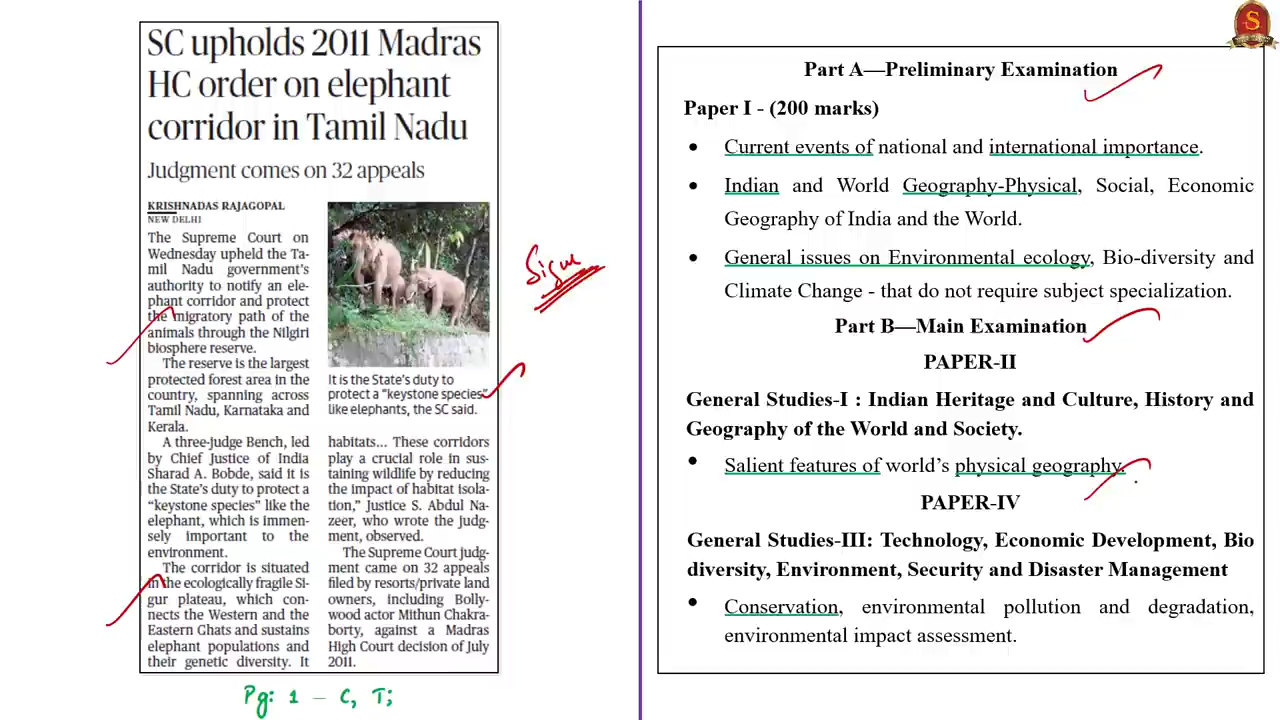 SC upholds 2011 Madras
HC order on elephant
corridor in Tamil Nadu
Judgment comes on 32 appeals
KRISHNADAS RAJAGOPAL
NEW DELHI
The Supreme Court on
Wednesday upheld the Ta-
mil Nadu government's
authority to notify an ele-
phant corridor and protect
the migratory path of the
animals through the Nilgiri
biosphere reserve.
The reserve is the largest
protected forest area in the
country, spanning across
Tamil Nadu, Karnataka and
Kerala.
A three-judge Bench, led
by Chief Justice of India
Sharad A. Bobde, said it is
the State's duty to protect a
"keystone species" like the
elephant, which is immen-
sely important to the
environment.
The corridor is situated
in the ecologically fragile Si-
gur plateau, which con-
nects the Western and the
Eastern Ghats and sustains
elephant populations and
their genetic diversity. It
It is the State's duty to
protect a "keystone species"
like elephants, the SC said.
habitats... These corridors
play a crucial role in sus-
taining wildlife by reducing
the impact of habitat isola-
tion," Justice S. Abdul Na-
zeer, who wrote the judg-
ment, observed.
The Supreme Court judg-
ment came on 32 appeals
filed by resorts/private land
owners, including Bolly-
wood actor Mithun Chakra-
borty, against a Madras
High Court decision of July
2011.
Pg: 1 – C, T;
S
Part A—Preliminary Examination
Paper I - (200 marks)
• Current events of national and international importance.
• Indian and World Geography-Physical, Social, Economic
Geography of India and the World.
• General issues on Environmental ecology, Bio-diversity and
Climate Change - that do not require subject specialization.
Part B—Main Examination
PAPER-II
General Studies-I : Indian Heritage and Culture, History and
Geography of the World and Society.
• Salient features of world's physical geography.
PAPER-IV
General Studies-III: Technology, Economic Development, Bio
diversity, Environment, Security and Disaster Management
• Conservation, environmental pollution and degradation,
environmental impact assessment.